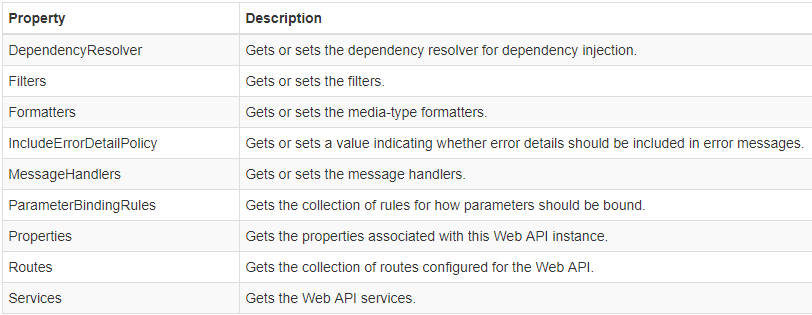 Property Description
DependencyResolver Gets or sets the dependency resolver for dependency injection.
Filters Gets or sets the filters.
Formatters Gets or sets the media-type formatters.
IncludeErrorDetailPolicy Gets or sets a value indicating whether error details should be included in error messages.
MessageHandlers Gets or sets the message handlers.
ParameterBindingRules Gets the collection of rules for how parameters should be bound.
Properties Gets the properties associated with this Web API instance.
Routes Gets the collection of routes configured for the Web API.
Services Gets the Web API services.